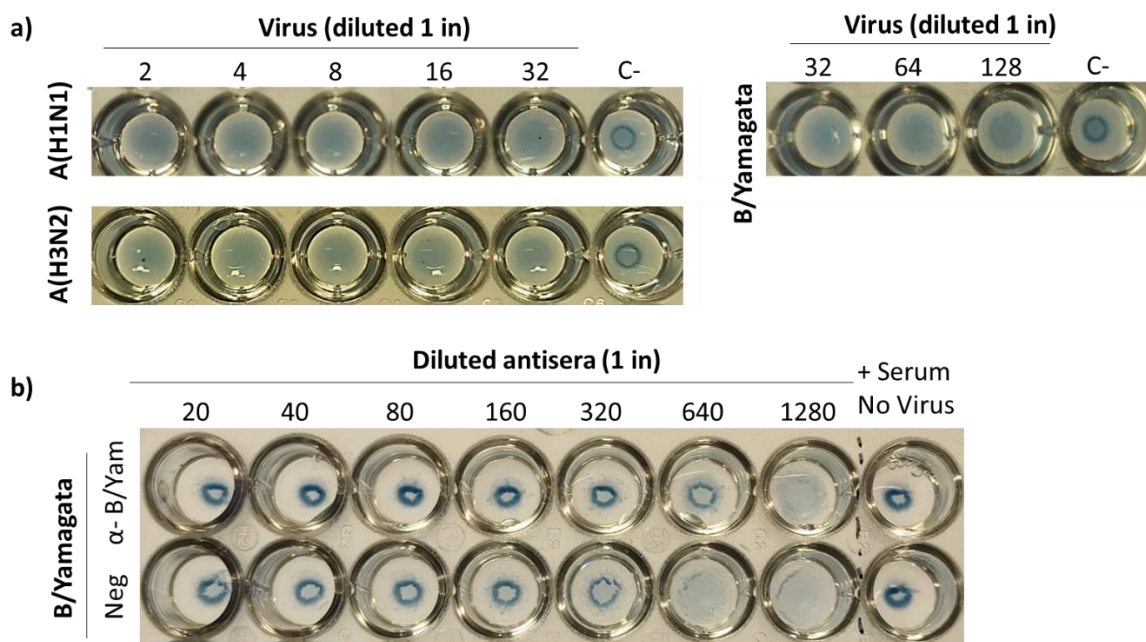 a)
Virus (diluted 1 in)
2 4 8 16 32 C-
A(H1N1)
A(H3N2)
Virus (diluted 1 in)
32 64 128 C-
B/Yamagata
b)
Diluted antisera (1 in)
+ Serum
No Virus
20 40 80 160 320 640 1280
B/Yamagata
α- B/Yam
Neg